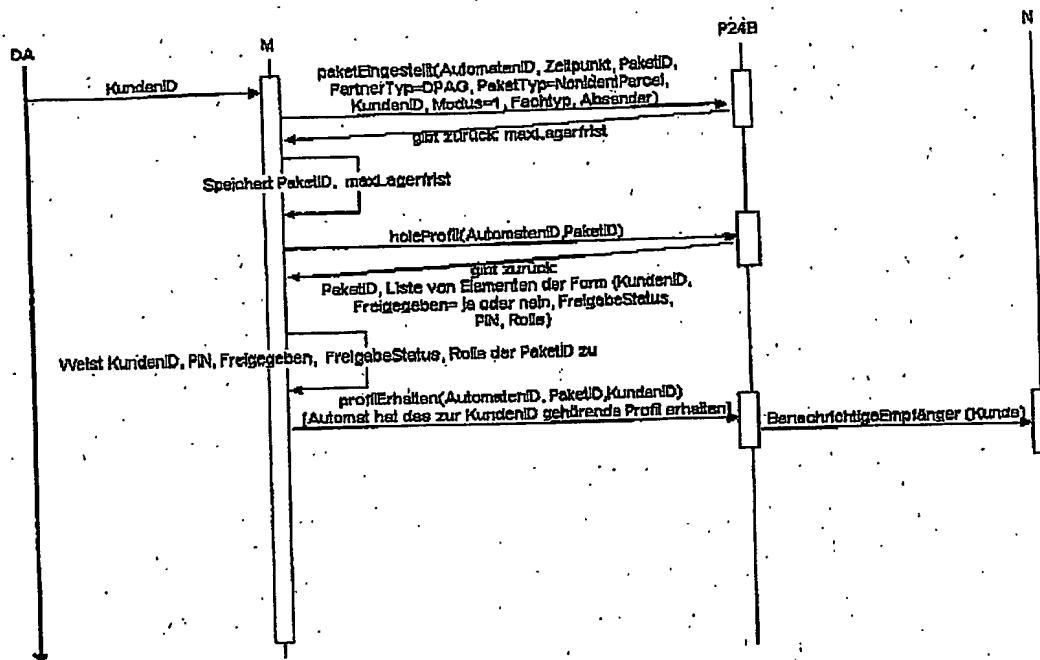 DA
M
P24B
N
KundenID
paketEingestellt(AutomatenID, Zeitpunkt, PaketID,
PartnerTyp=DPAG, PaketTyp=NonIdentParcel,
KundenID, Modus=1, Fachtyp, Absender)
gibt zurück: maxLagerfrist
Speichert PaketID, maxLagerfrist
holeProfil(AutomatenID,PaketID)
gibt zurück:
PaketID, Liste von Elementen der Form (KundenID,
Freigegeben= ja oder nein, FreigabeStatus,
PIN, Rolle)
Weist KundenID, PIN, Freigegeben, FreigabeStatus, Rolle der PaketID zu
profilErhalten(AutomatenID, PaketID,KundenID)
[Automat hat das zur KundenID gehörende Profil erhalten]
BenachrichtigeEmpfänger (Kunde)